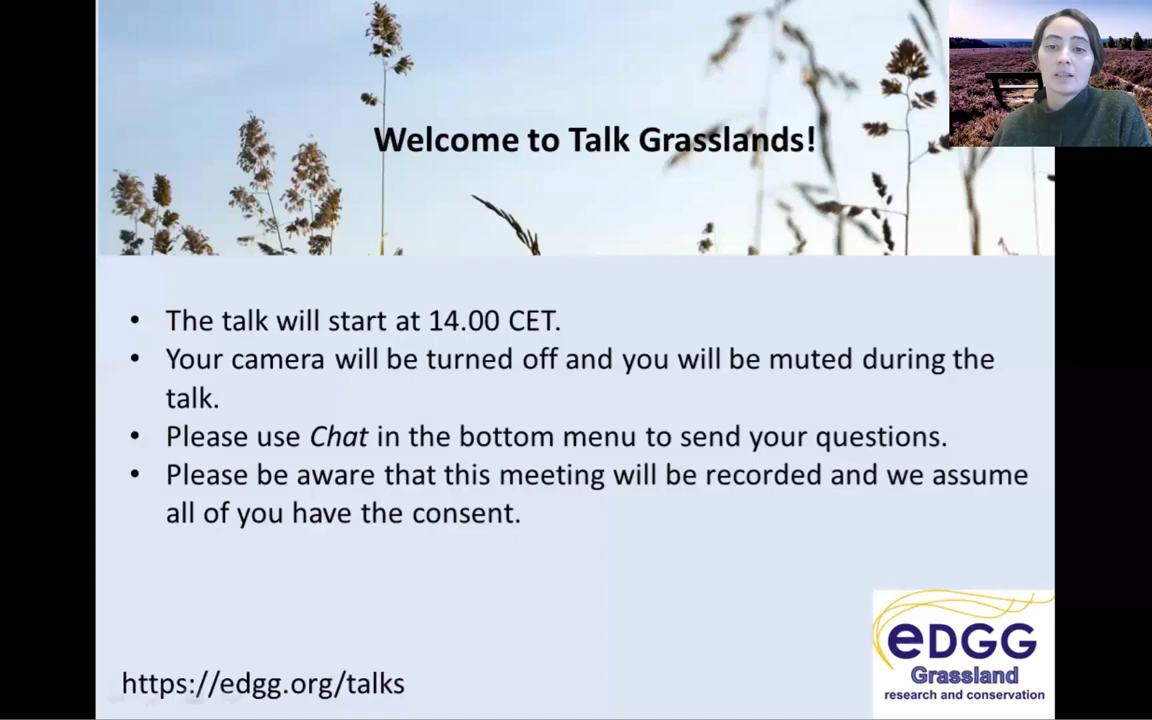 Welcome to Talk Grasslands!
• The talk will start at 14.00 CET.
• Your camera will be turned off and you will be muted during the
talk.
• Please use Chat in the bottom menu to send your questions.
• Please be aware that this meeting will be recorded and we assume
all of you have the consent.
https://edgg.org/talks
eDGG
Grassland
research and conservation